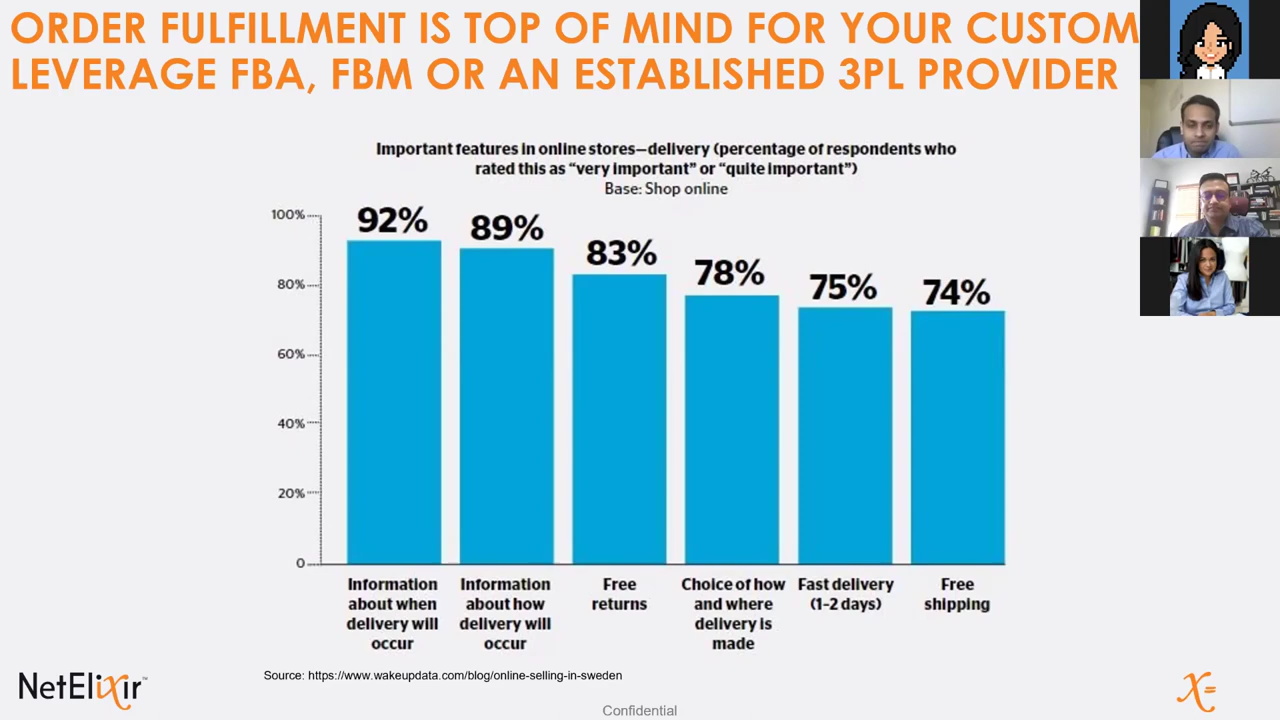 ORDER FULFILLMENT IS TOP OF MIND FOR YOUR CUSTOM
LEVERAGE FBA, FBM OR AN ESTABLISHED 3PL PROVIDER
Important features in online stores—delivery (percentage of respondents who
rated this as “very important” or “quite important”)
Base: Shop online
100%
80%
60%
40%
20%
0
92%
89%
83%
78%
75%
74%
Information
about when
delivery will
occur
Information
about how
delivery will
occur
Free
returns
Choice of how
and where
delivery is
made
Fast delivery
(1-2 days)
Free
shipping
Source: https://www.wakeupdata.com/blog/online-selling-in-sweden
NetElixir™
Confidential
X=